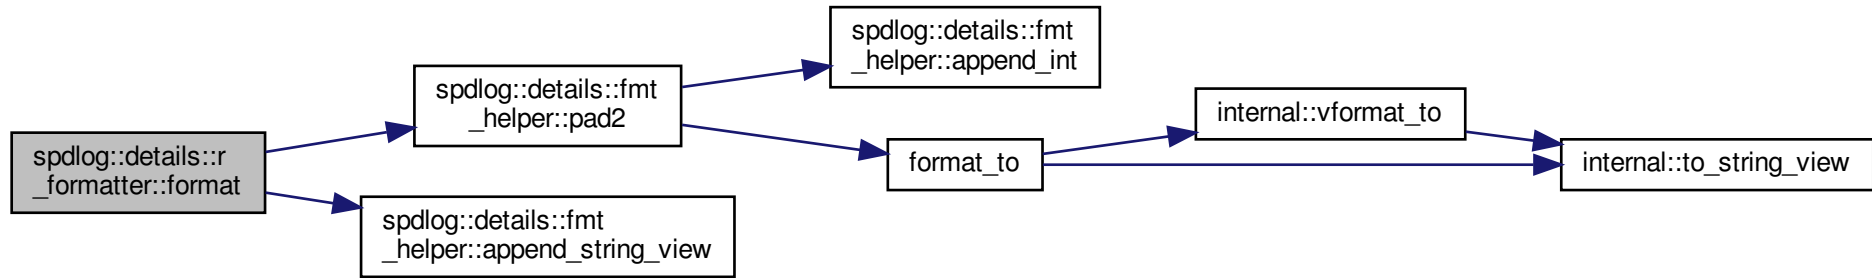 spdlog::details::r
_formatter::format
spdlog::details::fmt
_helper::pad2
spdlog::details::fmt
_helper::append_string_view
spdlog::details::fmt
_helper::append_int
format_to
internal::vformat_to
internal::to_string_view